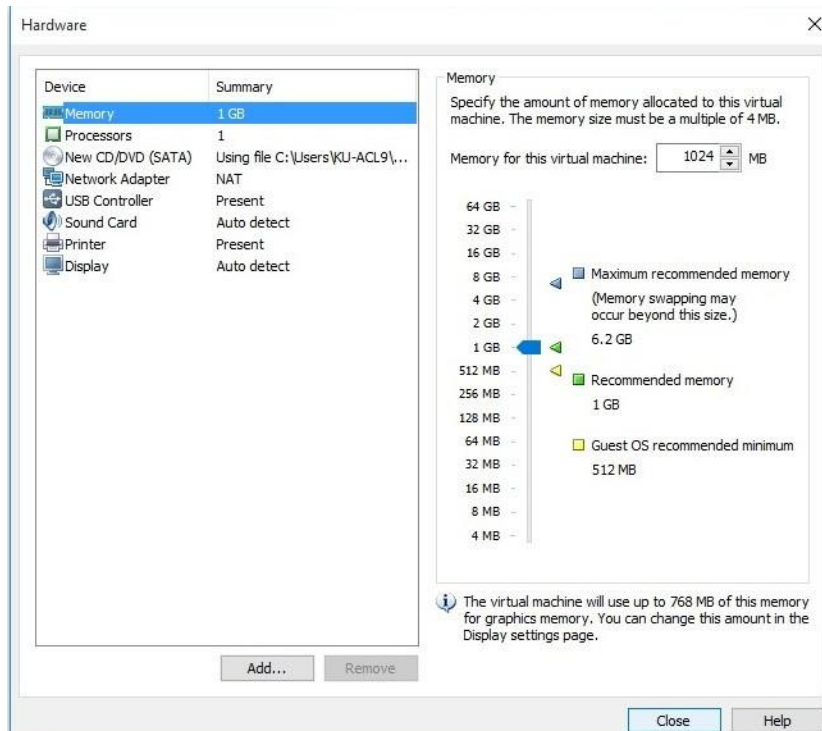 Hardware
Device Summary
Memory 1 GB
Processors 1
New CD/DVD (SATA) Using file C:\Users\KU-ACL9\...
Network Adapter NAT
USB Controller Present
Sound Card Auto detect
Printer Present
Display Auto detect
Add... Remove
Memory
Specify the amount of memory allocated to this virtual
machine. The memory size must be a multiple of 4 MB.
Memory for this virtual machine: 1024 MB
64 GB
32 GB
16 GB
8 GB
4 GB
2 GB
1 GB
512 MB
256 MB
128 MB
64 MB
32 MB
16 MB
8 MB
4 MB
Maximum recommended memory
(Memory swapping may
occur beyond this size.)
6.2 GB
Recommended memory
1 GB
Guest OS recommended minimum
512 MB
The virtual machine will use up to 768 MB of this memory
for graphics memory. You can change this amount in the
Display settings page.
Close Help